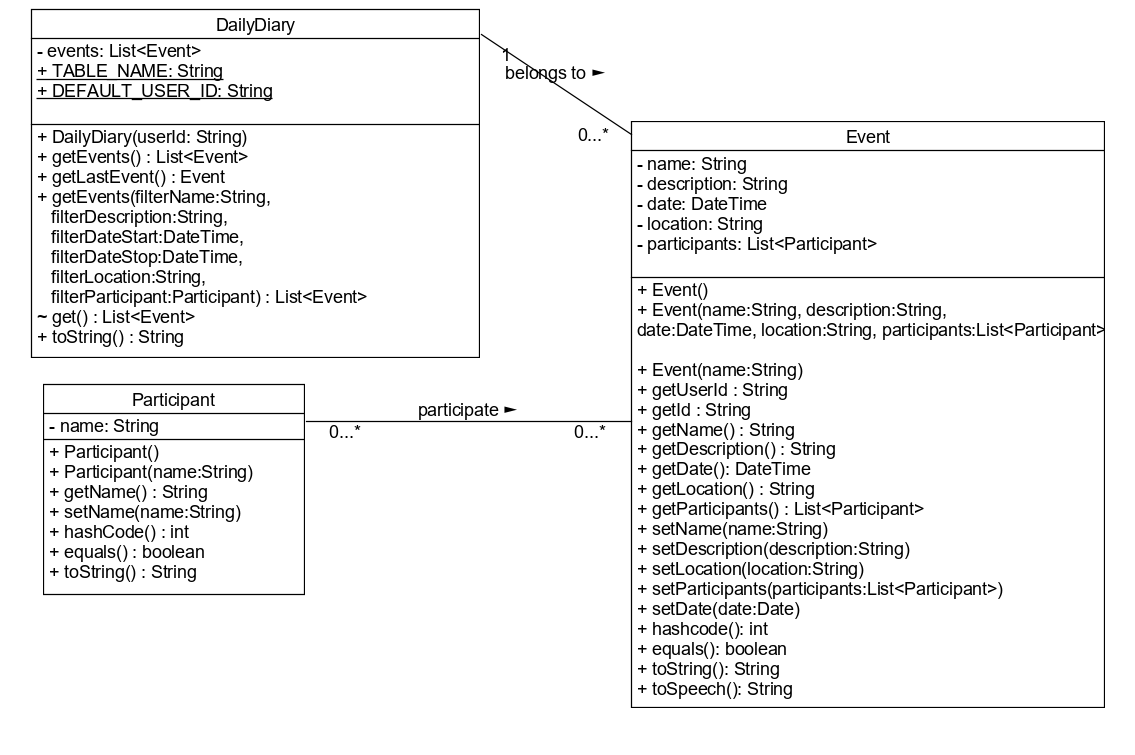 DailyDiary
- events: List<Event>
+ TABLE_NAME: String
+ DEFAULT_USER_ID: String
+ DailyDiary(userId: String)
+ getEvents() : List<Event>
+ getLastEvent() : Event
+ getEvents(filterName:String,
filterDescription:String,
filterDateStart:DateTime,
filterDateStop:DateTime,
filterLocation:String,
filterParticipant:Participant) : List<Event>
~ get() : List<Event>
+ toString() : String
1
belongs to ►
0...*
Event
- name: String
- description: String
- date: DateTime
- location: String
- participants: List<Participant>
+ Event()
+ Event(name:String, description:String,
date:DateTime, location:String, participants:List<Participant>
+ Event(name:String)
+ getUserId : String
+ getId : String
+ getName() : String
+ getDescription() : String
+ getDate(): DateTime
+ getLocation() : String
+ getParticipants() : List<Participant>
+ setName(name:String)
+ setDescription(description:String)
+ setLocation(location:String)
+ setParticipants(participants:List<Participant>)
+ setDate(date:Date)
+ hashcode(): int
+ equals(): boolean
+ toString(): String
+ toSpeech(): String
Participant
- name: String
+ Participant()
+ Participant(name:String)
+ getName() : String
+ setName(name:String)
+ hashCode() : int
+ equals() : boolean
+ toString() : String
participate ►
0...*
0...*